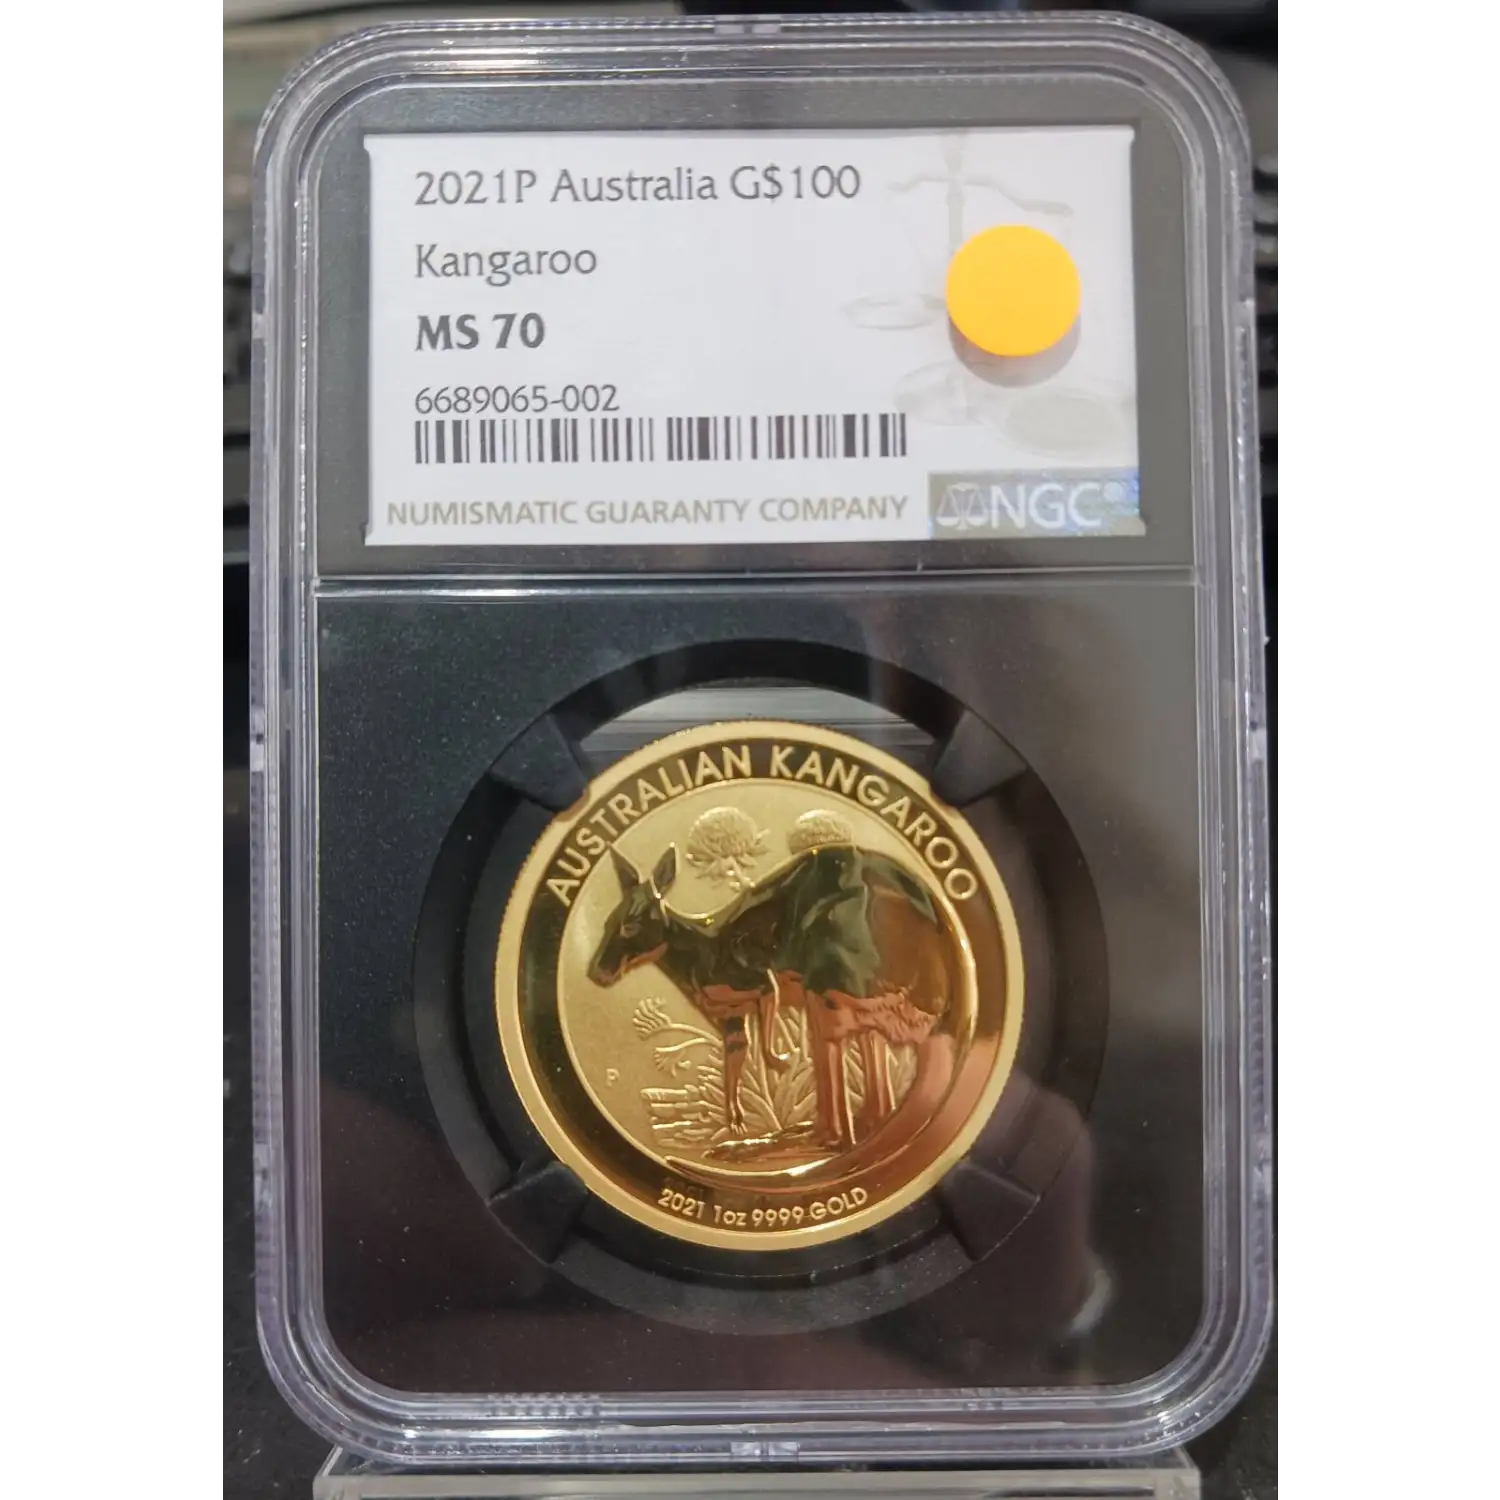 2021P Australia G$100
Kangaroo
MS 70
6689065-002
NUMISMATIC GUARANTY COMPANY
NGC®
AUSTRALIAN KANGAROO
P
2021 1oz 9999 GOLD